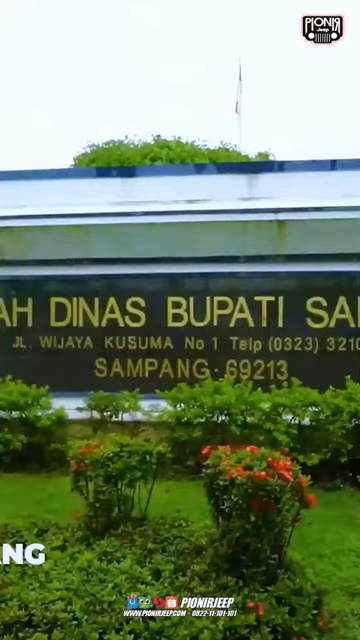 PIONIR
Jeep
AH DINAS BUPATI SA
JL. WIJAYA KUSUMA No 1 Telp (0323) 3210
SAMPANG - 69213
ANG
PIONIRJEEP
WWW.PIONIRJEEP.COM - 0822-11-101-101